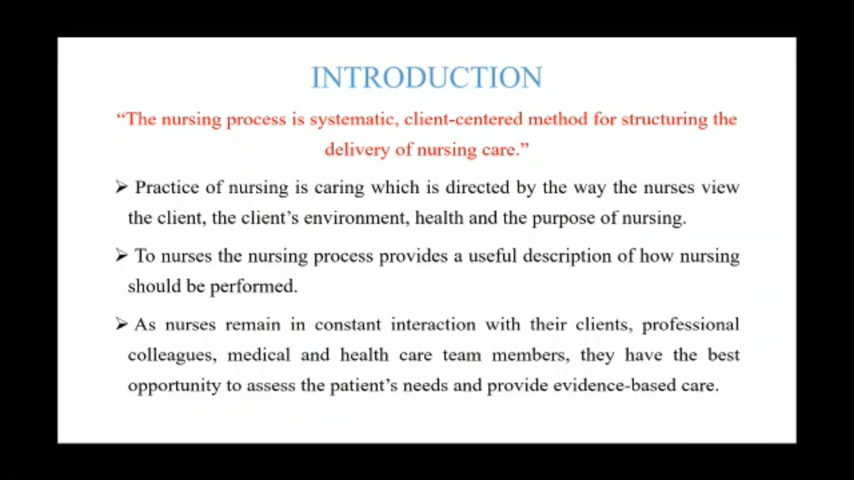 INTRODUCTION
“The nursing process is systematic, client-centered method for structuring the
delivery of nursing care.”
➢ Practice of nursing is caring which is directed by the way the nurses view
the client, the client’s environment, health and the purpose of nursing.
➢ To nurses the nursing process provides a useful description of how nursing
should be performed.
➢ As nurses remain in constant interaction with their clients, professional
colleagues, medical and health care team members, they have the best
opportunity to assess the patient’s needs and provide evidence-based care.